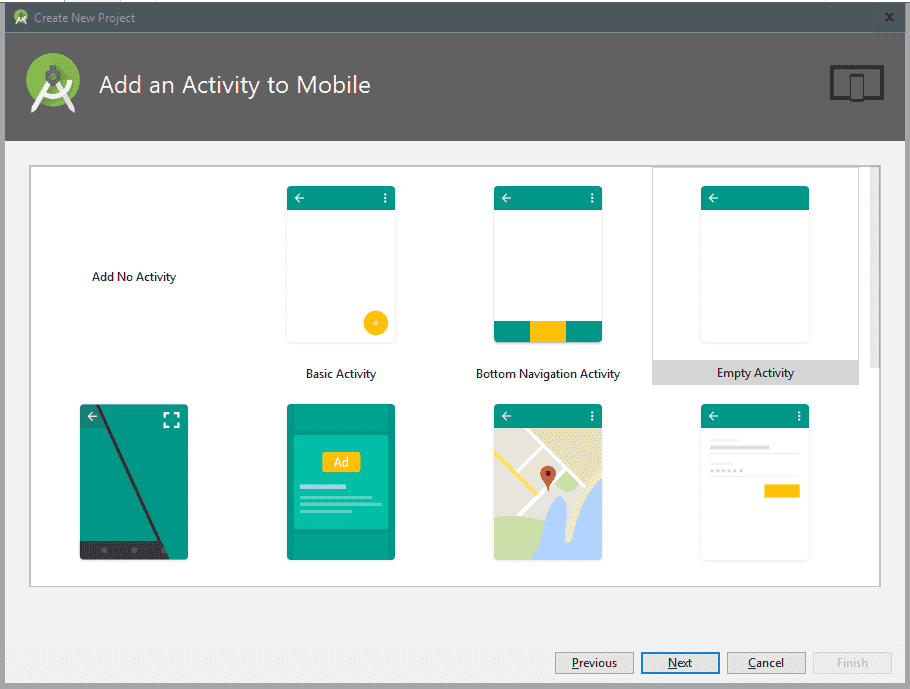 Create New Project
Add an Activity to Mobile
Add No Activity
Basic Activity
Bottom Navigation Activity
Empty Activity
Ad
Previous
Next
Cancel
Finish